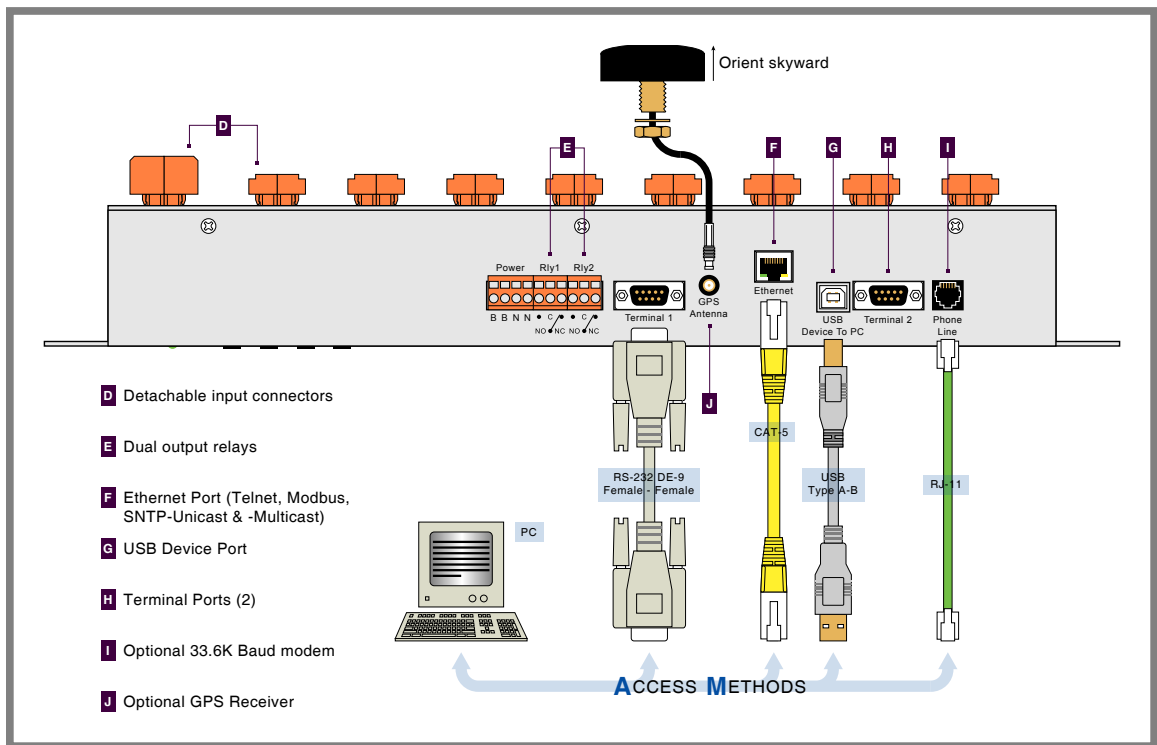 Orient skyward
D
E
F
G
H
I
Power Rly1 Rly2
B B N N • C • • C •
NO • NC NO • NC
Terminal 1
GPS
Antenna
Ethernet
USB
Device To PC
Terminal 2
Phone
Line
J
D Detachable input connectors
E Dual output relays
F Ethernet Port (Telnet, Modbus,
SNTP-Unicast & -Multicast)
G USB Device Port
H Terminal Ports (2)
I Optional 33.6K Baud modem
J Optional GPS Receiver
PC
RS-232 DE-9
Female - Female
CAT-5
USB
Type A-B
RJ-11
ACCESS METHODS